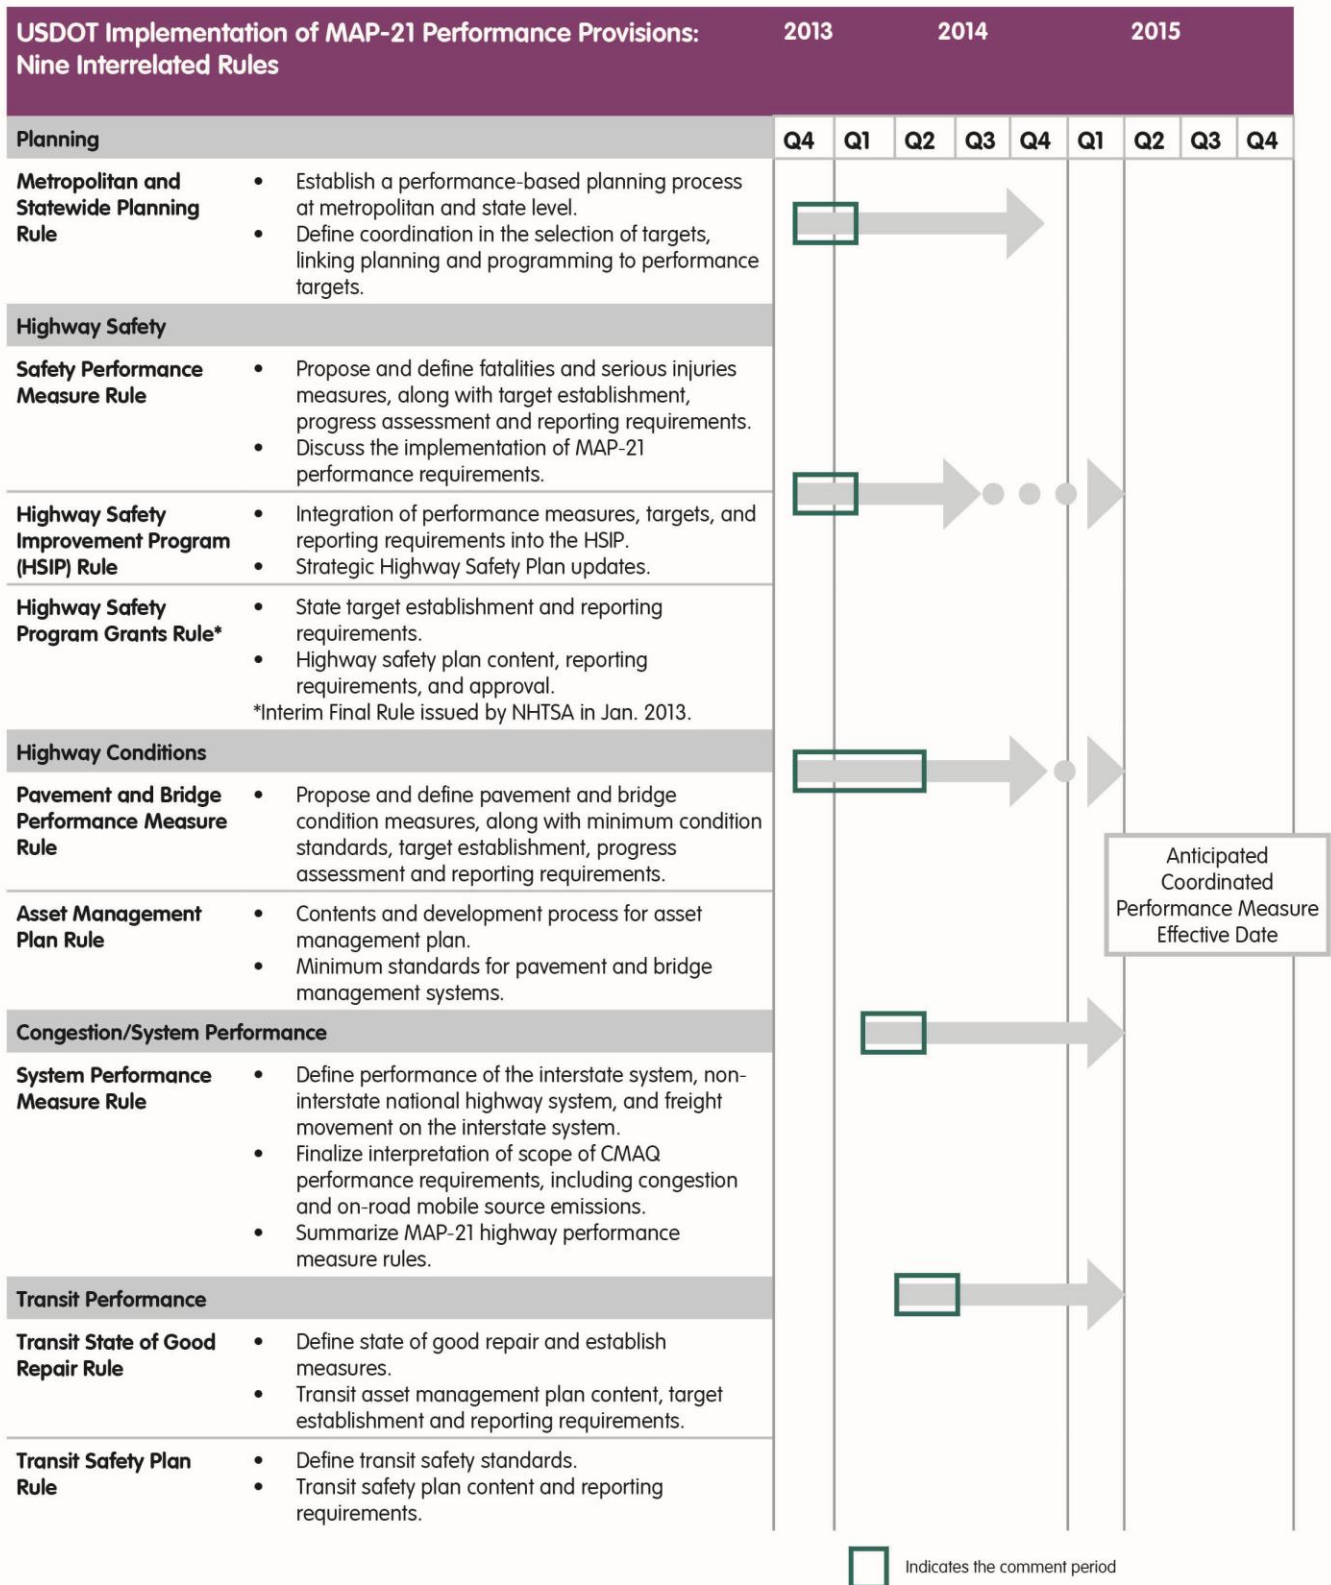 USDOT Implementation of MAP-21 Performance Provisions:
Nine Interrelated Rules
2013 2014 2015
Planning
Q4 Q1 Q2 Q3 Q4 Q1 Q2 Q3 Q4
Metropolitan and
Statewide Planning
Rule
• Establish a performance-based planning process
at metropolitan and state level.
• Define coordination in the selection of targets,
linking planning and programming to performance
targets.
Highway Safety
Safety Performance
Measure Rule
• Propose and define fatalities and serious injuries
measures, along with target establishment,
progress assessment and reporting requirements.
• Discuss the implementation of MAP-21
performance requirements.
Highway Safety
Improvement Program
(HSIP) Rule
• Integration of performance measures, targets, and
reporting requirements into the HSIP.
• Strategic Highway Safety Plan updates.
Highway Safety
Program Grants Rule*
• State target establishment and reporting
requirements.
• Highway safety plan content, reporting
requirements, and approval.
*Interim Final Rule issued by NHTSA in Jan. 2013.
Highway Conditions
Pavement and Bridge
Performance Measure
Rule
• Propose and define pavement and bridge
condition measures, along with minimum condition
standards, target establishment, progress
assessment and reporting requirements.
Anticipated
Coordinated
Performance Measure
Effective Date
Asset Management
Plan Rule
• Contents and development process for asset
management plan.
• Minimum standards for pavement and bridge
management systems.
Congestion/System Performance
System Performance
Measure Rule
• Define performance of the interstate system, non-
interstate national highway system, and freight
movement on the interstate system.
• Finalize interpretation of scope of CMAQ
performance requirements, including congestion
and on-road mobile source emissions.
• Summarize MAP-21 highway performance
measure rules.
Transit Performance
Transit State of Good
Repair Rule
• Define state of good repair and establish
measures.
• Transit asset management plan content, target
establishment and reporting requirements.
Transit Safety Plan
Rule
• Define transit safety standards.
• Transit safety plan content and reporting
requirements.
Indicates the comment period